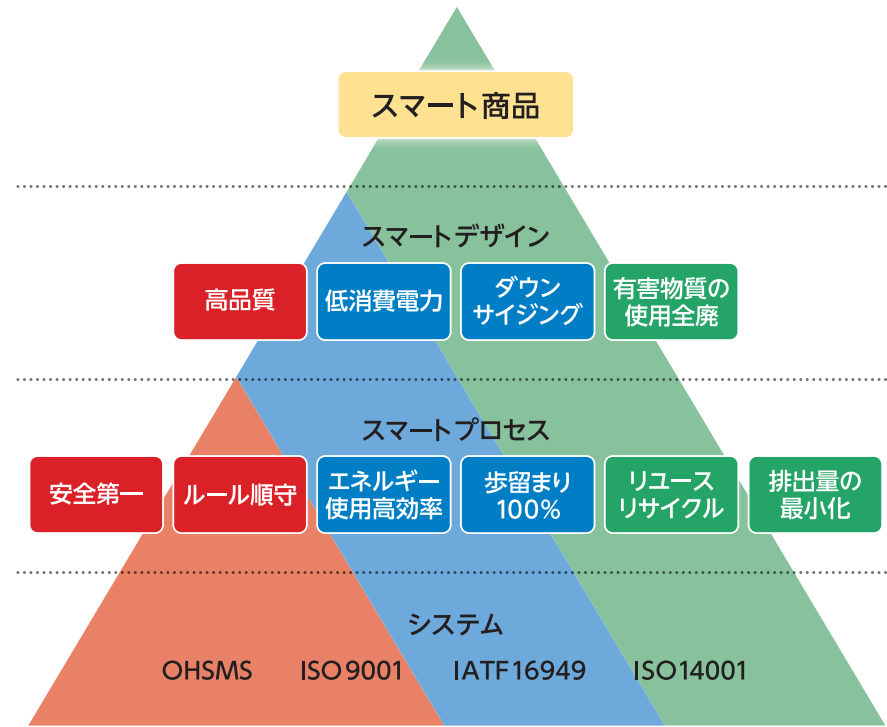 スマート商品
スマートデザイン
高品質
低消費電力
ダウン
サイジング
有害物質の
使用全廃
スマートプロセス
安全第一
ルール順守
エネルギー
使用高効率
歩留まり
100%
リユース
リサイクル
排出量の
最小化
システム
OHSMS
ISO9001
IATF16949
ISO14001